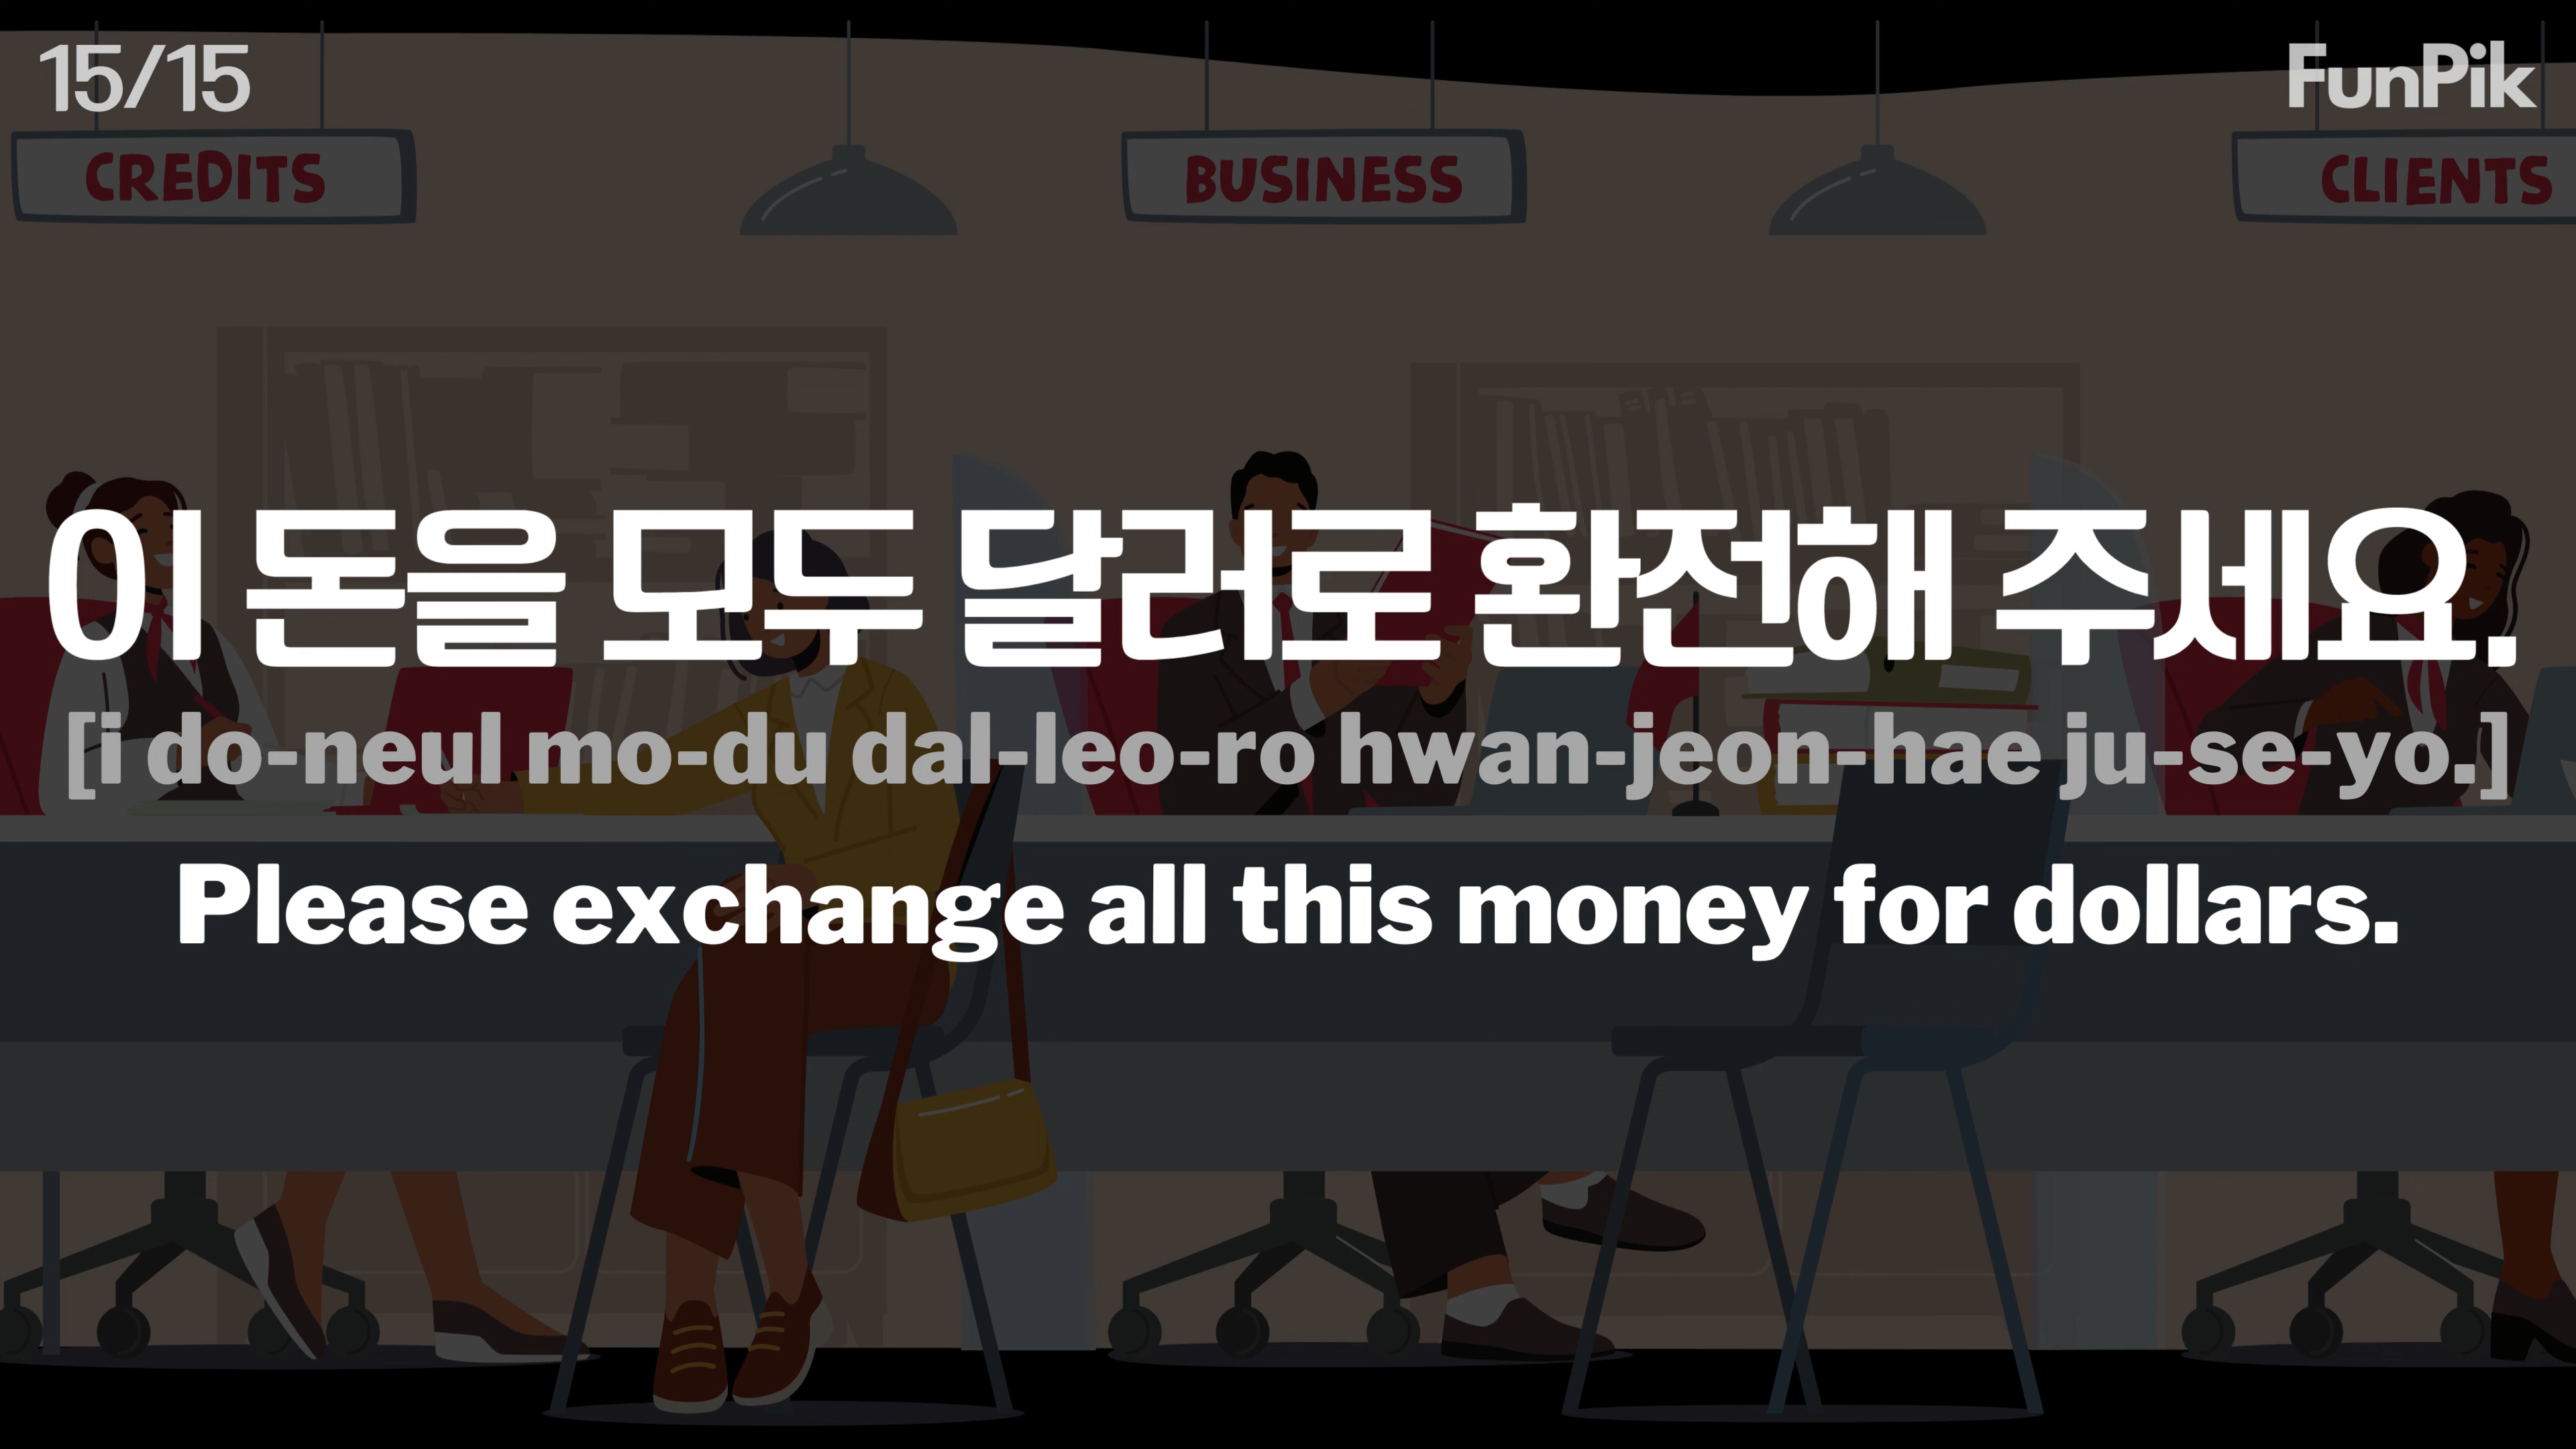 15/15
FunPik
CREDITS
BUSINESS
CLIENTS
이 돈을 모두 달러로 환전해 주세요.
[i do-neul mo-du dal-leo-ro hwan-jeon-hae ju-se-yo.]
Please exchange all this money for dollars.